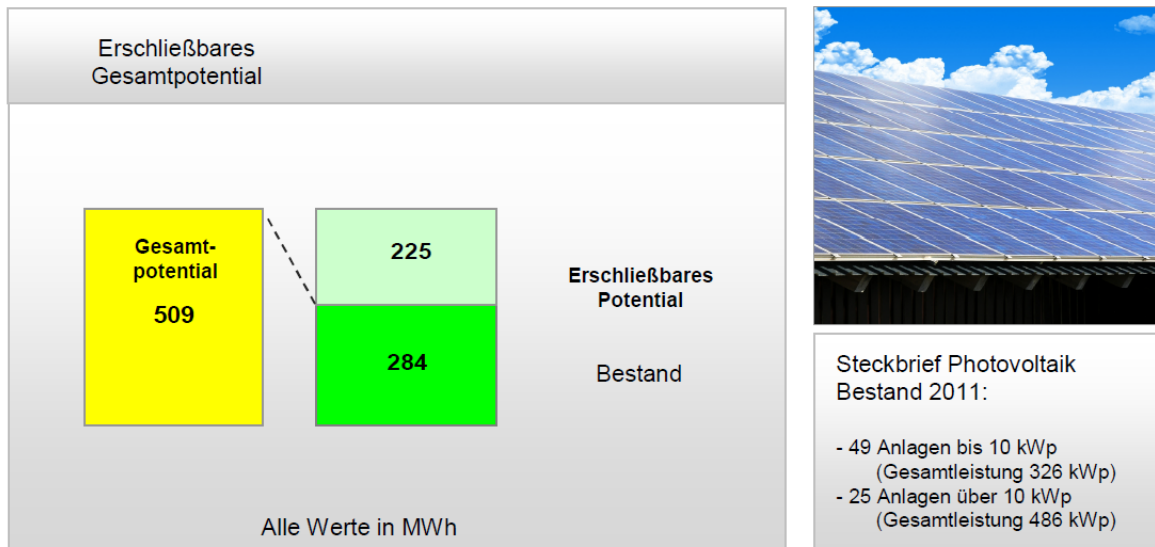 Erschließbares
Gesamtpotential
Gesamt-
potential
509
225
284
Erschließbares
Potential
Bestand
Alle Werte in MWh
Steckbrief Photovoltaik
Bestand 2011:
- 49 Anlagen bis 10 kWp
(Gesamtleistung 326 kWp)
- 25 Anlagen über 10 kWp
(Gesamtleistung 486 kWp)